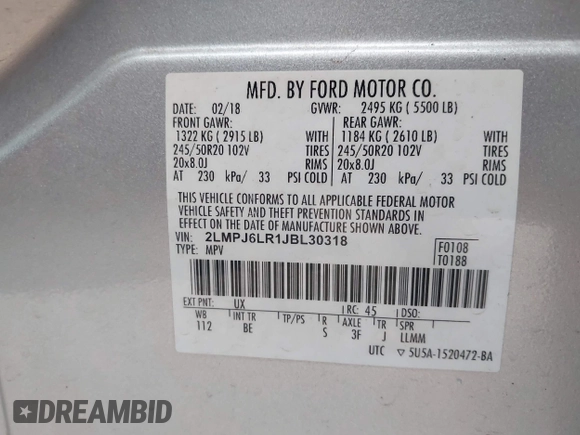 MFD. BY FORD MOTOR CO.
DATE: 02/18 GVWR: 2495 KG ( 5500 LB)
FRONT GAWR: REAR GAWR:
1322 KG ( 2915 LB) WITH 1184 KG ( 2610 LB) WITH
245/50R20 102V TIRES 245/50R20 102V TIRES
20x8.0J RIMS 20x8.0J RIMS
AT 230 kPa/ 33 PSI COLD AT 230 kPa/ 33 PSI COLD
THIS VEHICLE CONFORMS TO ALL APPLICABLE FEDERAL MOTOR
VEHICLE SAFETY AND THEFT PREVENTION STANDARDS IN
EFFECT ON THE DATE OF MANUFACTURE SHOWN ABOVE.
VIN: 2LMPJ6LR1JBL30318 F0108
TYPE: MPV T0188
EXT PNT: UX RC: 45 DSO:
WB INT TR TP/PS R AXLE TR SPR
112 BE S 3F J LLMM
UTC ▽ 5U5A-1520472-BA
DREAMBID